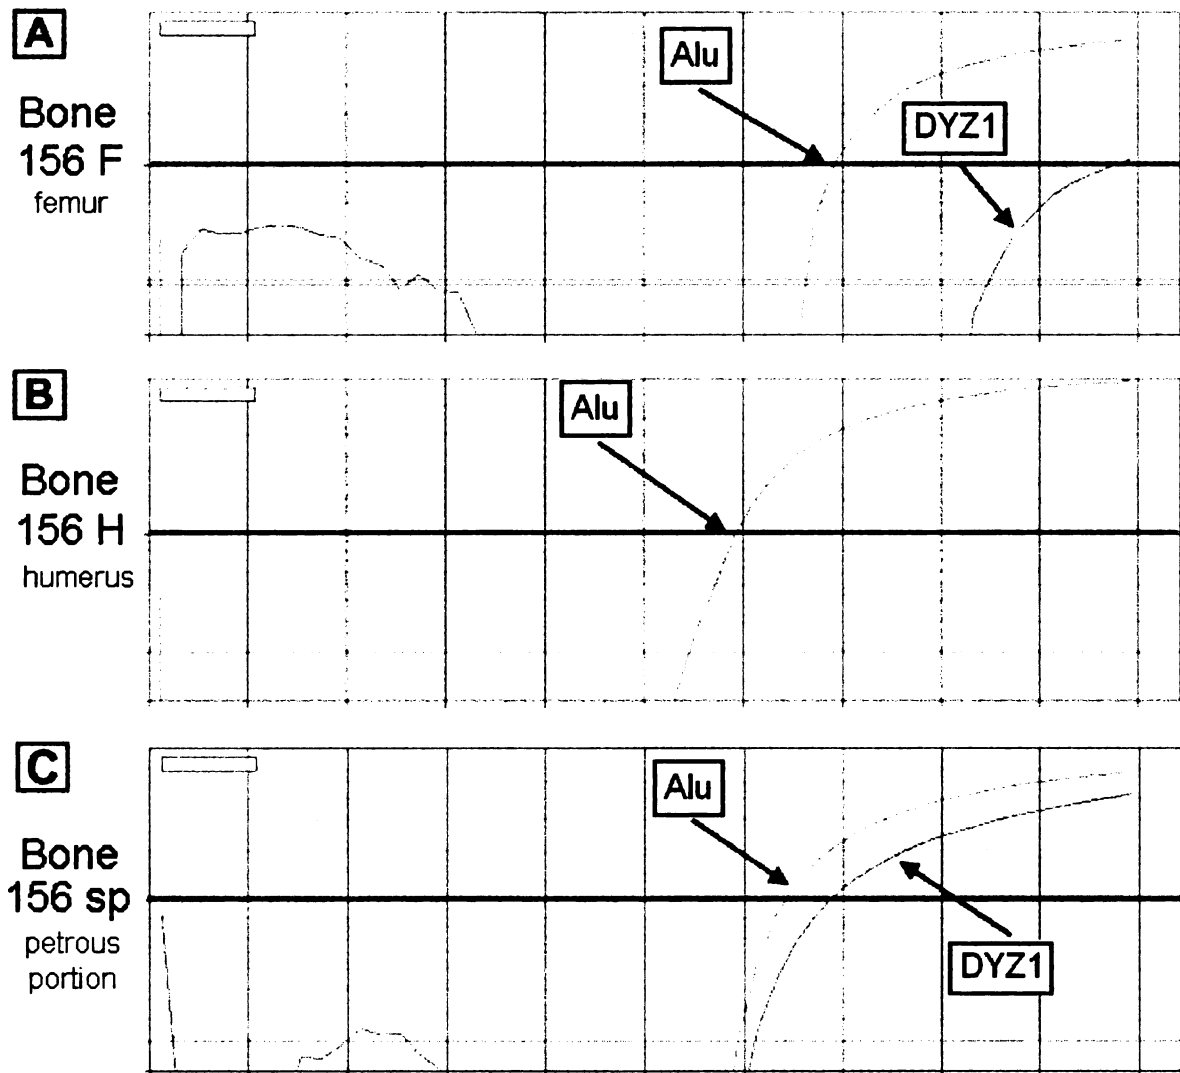 A
Bone
156 F
femur
Alu
DYZ1
B
Bone
156 H
humerus
Alu
C
Bone
156 sp
petrous
portion
Alu
DYZ1